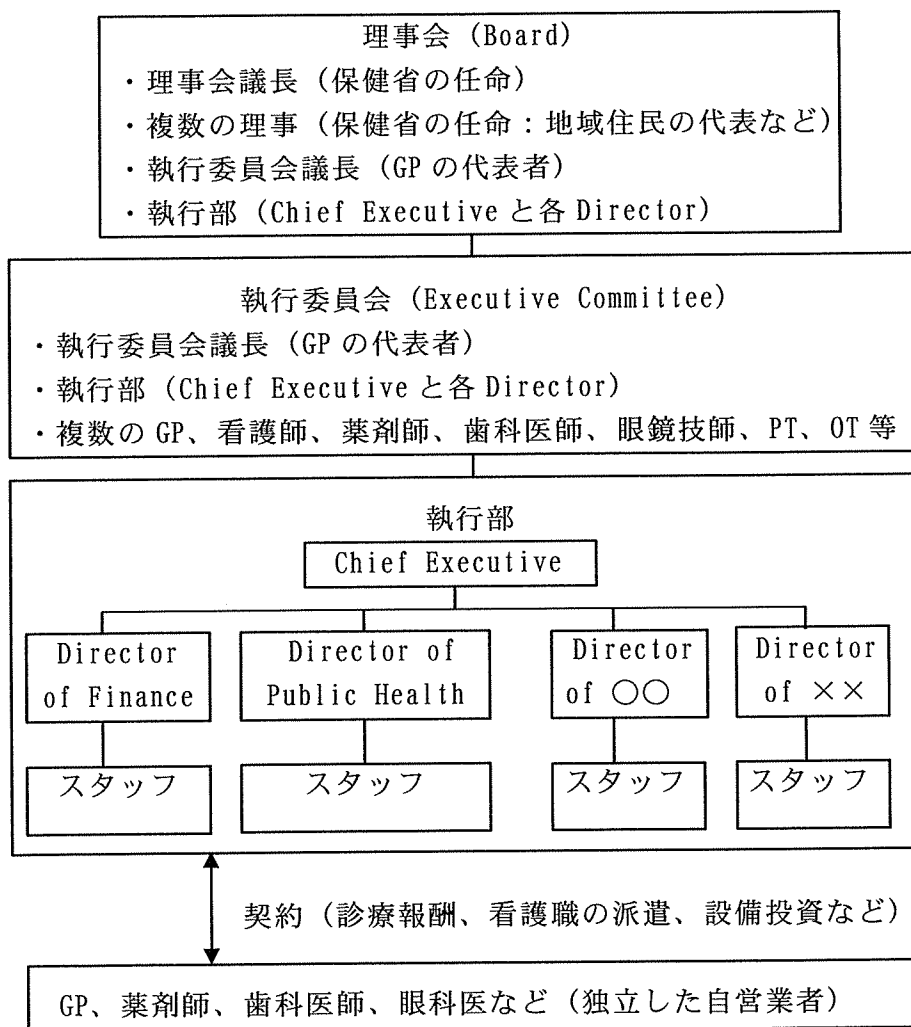 理事会 (Board)
・理事会議長 (保健省の任命)
・複数の理事 (保健省の任命：地域住民の代表など)
・執行委員会議長 (GP の代表者)
・執行部 (Chief Executive と各 Director)
執行委員会 (Executive Committee)
・執行委員会議長 (GP の代表者)
・執行部 (Chief Executive と各 Director)
・複数の GP、看護師、薬剤師、歯科医師、眼鏡技師、PT、OT 等
執行部
Chief Executive
Director
of Finance
Director of
Public Health
Director
of ○○
Director
of ××
スタッフ
スタッフ
スタッフ
スタッフ
契約 (診療報酬、看護職の派遣、設備投資など)
GP、薬剤師、歯科医師、眼科医など (独立した自営業者)